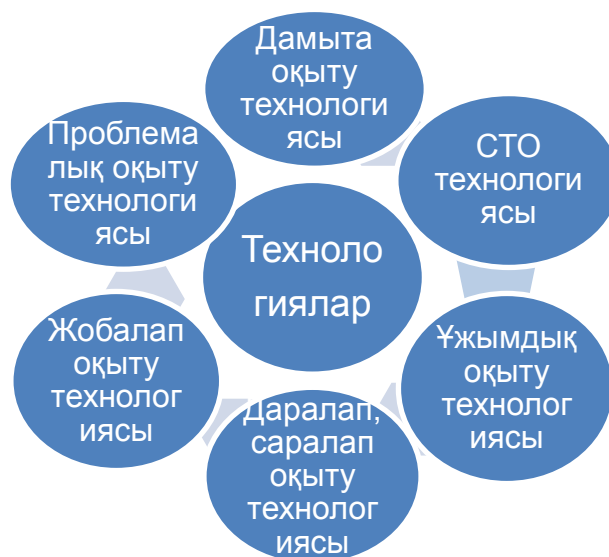 Дамыта
оқыту
технологи
ясы
СТО
технологи
ясы
Ұжымдық
оқыту
технолог
иясы
Даралап,
саралап
оқыту
технолог
иясы
Жобалап
оқыту
технолог
иясы
Проблема
лық оқыту
технологи
ясы
Техноло
гиялар